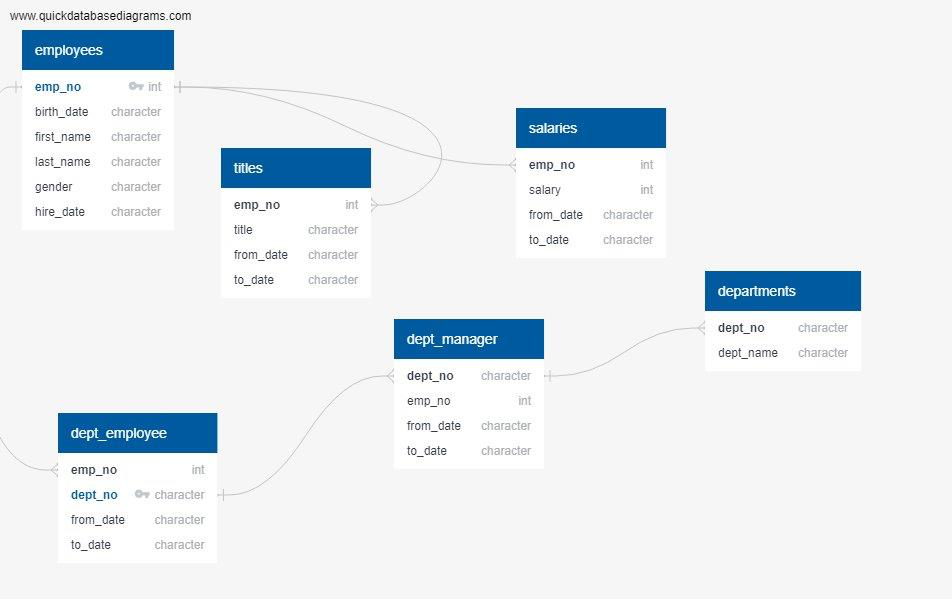 www.quickdatabasediagrams.com
employees
emp_no int
birth_date character
first_name character
last_name character
gender character
hire_date character
titles
emp_no int
title character
from_date character
to_date character
salaries
emp_no int
salary int
from_date character
to_date character
departments
dept_no character
dept_name character
dept_manager
dept_no character
emp_no int
from_date character
to_date character
dept_employee
emp_no int
dept_no character
from_date character
to_date character